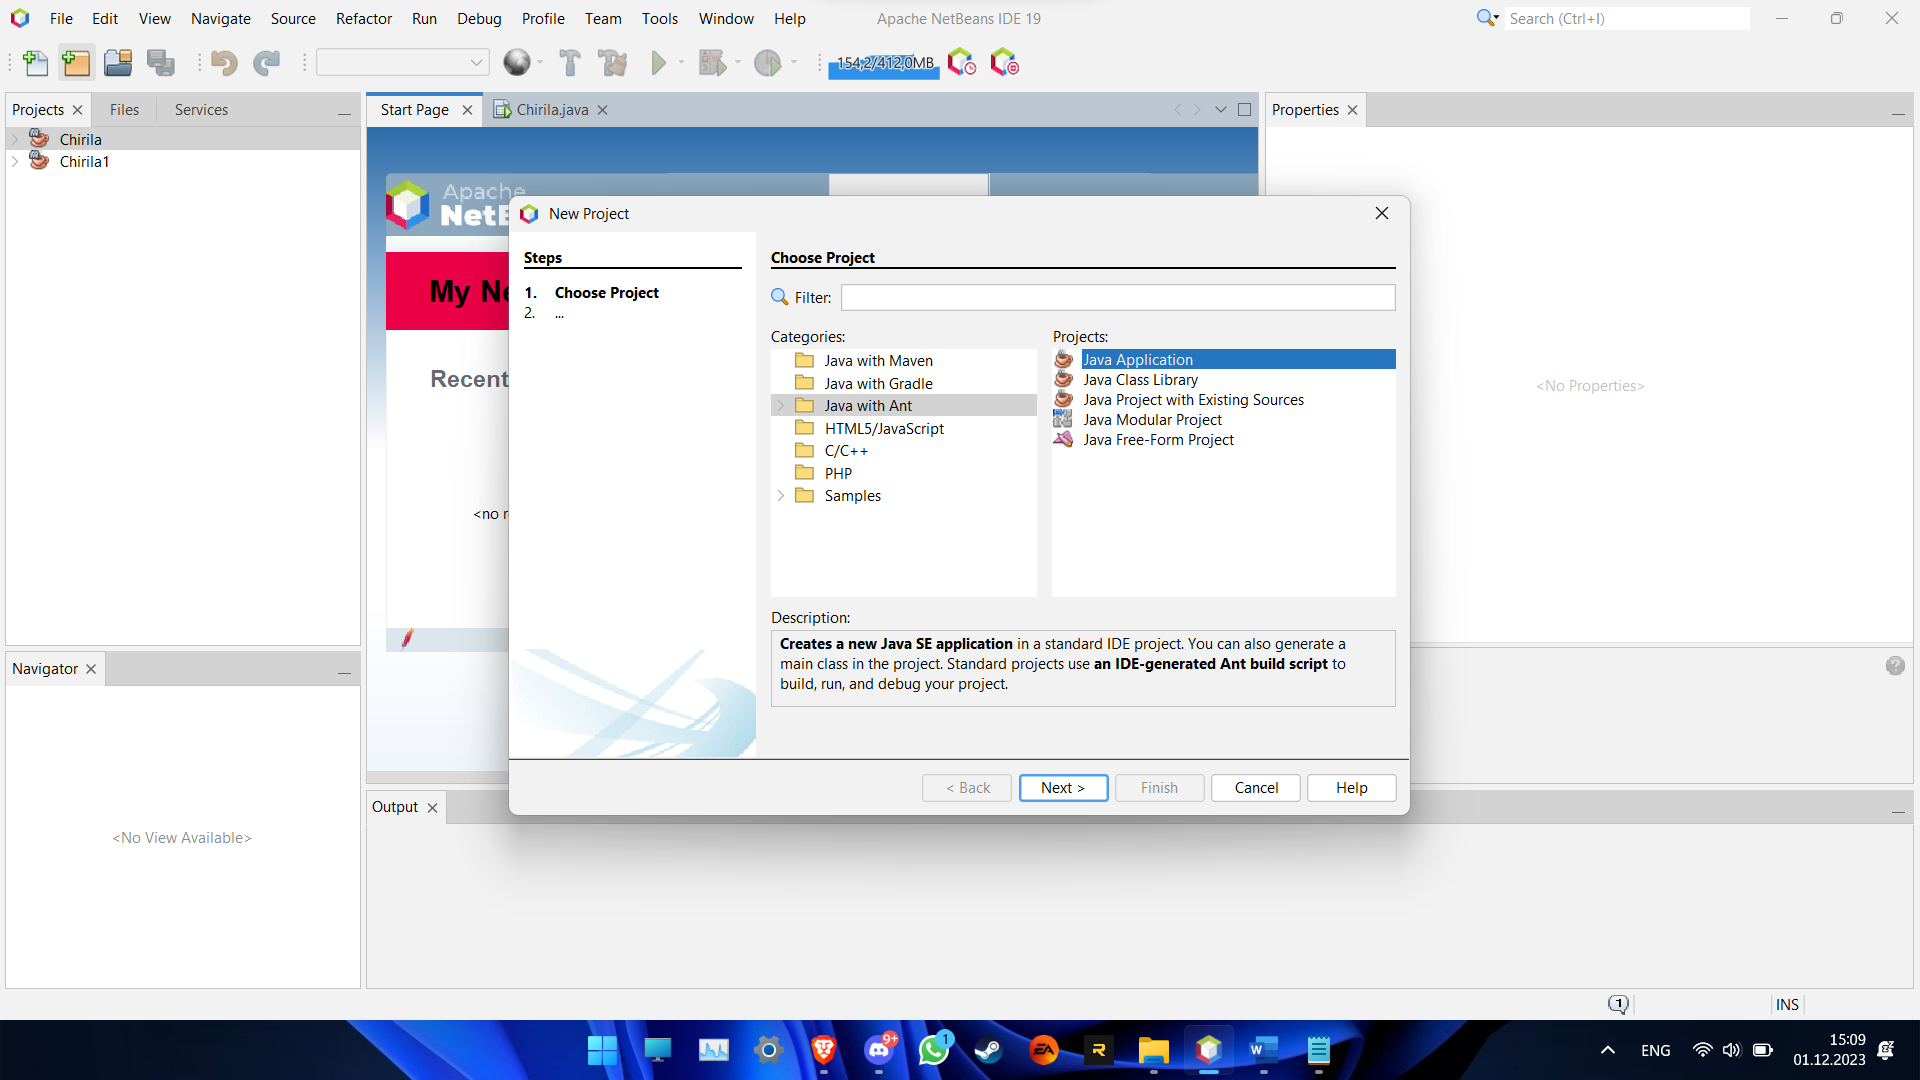 File Edit View Navigate Source Refactor Run Debug Profile Team Tools Window Help
Apache NetBeans IDE 19
Search (Ctrl+I)
154,2/412,0MB
Projects
Files
Services
Start Page
Chirila.java
Properties
Chirila
Chirila1
Apache
NetB
New Project
Steps
1. Choose Project
2. ...
Choose Project
Filter:
My Ne
Recent
<no r
Categories:
Java with Maven
Java with Gradle
Java with Ant
HTML5/JavaScript
C/C++
PHP
Samples
Projects:
Java Application
Java Class Library
Java Project with Existing Sources
Java Modular Project
Java Free-Form Project
<No Properties>
Description:
Creates a new Java SE application in a standard IDE project. You can also generate a
main class in the project. Standard projects use an IDE-generated Ant build script to
build, run, and debug your project.
< Back
Next >
Finish
Cancel
Help
Navigator
<No View Available>
Output
1
INS
9+
1
EA
R
W
ENG
15:09
01.12.2023